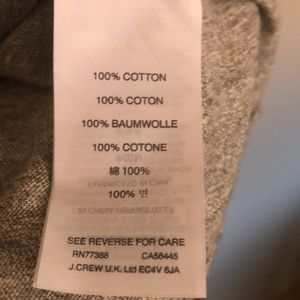 100% COTTON
100% COTON
100% BAUMWOLLE
100% COTONE
綿 100%
100% 면
SEE REVERSE FOR CARE
RN77388 CA56445
J.CREW U.K. Ltd EC4V 6JA